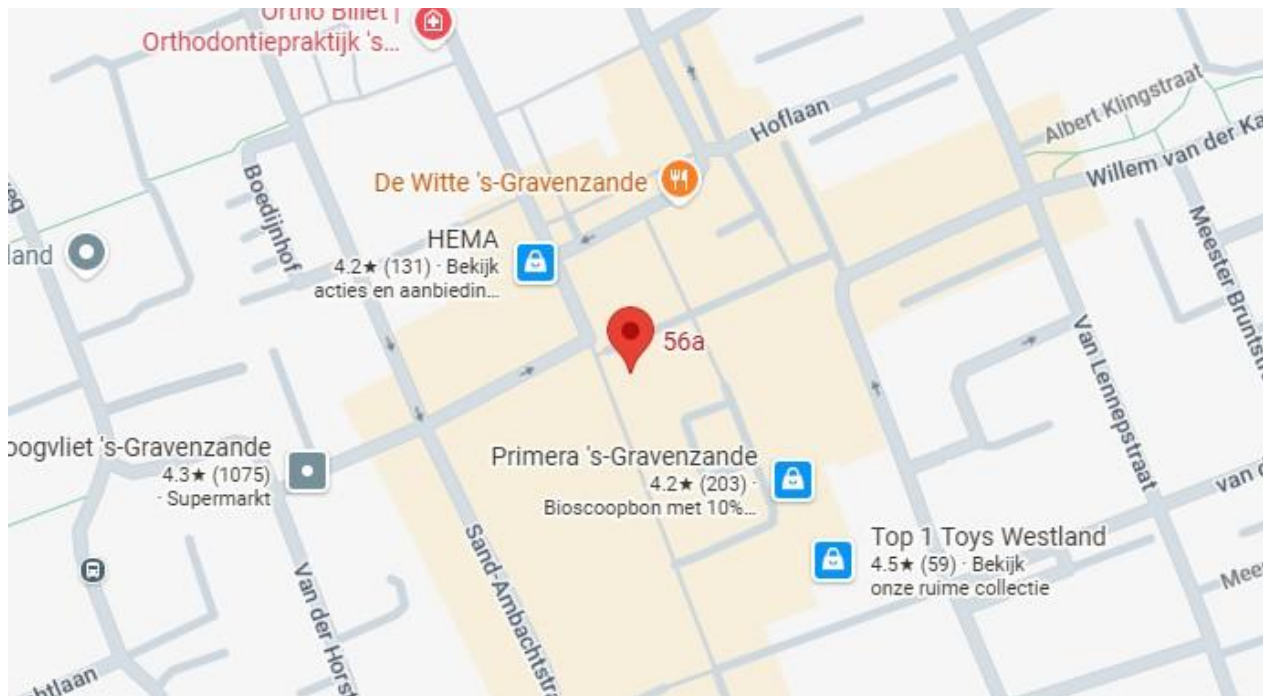 Ortho Billet |
Orthodontiepraktijk 's...
Hoflaan
Albert Klingstraat
Willem van der Ka
De Witte 's-Gravenzande
Boedijnhof
Meester Bruntstr
eg
land
HEMA
4.2★ (131) · Bekijk
acties en aanbiedin...
56a
Van Lennepstraat
oogvliet 's-Gravenzande
4.3★ (1075)
· Supermarkt
Primera 's-Gravenzande
4.2★ (203) ·
Bioscoopbon met 10%...
van d
Sand-Ambachtstra
Top 1 Toys Westland
4.5★ (59) · Bekijk
onze ruime collectie
Van der Horst
Mee
chtlaan